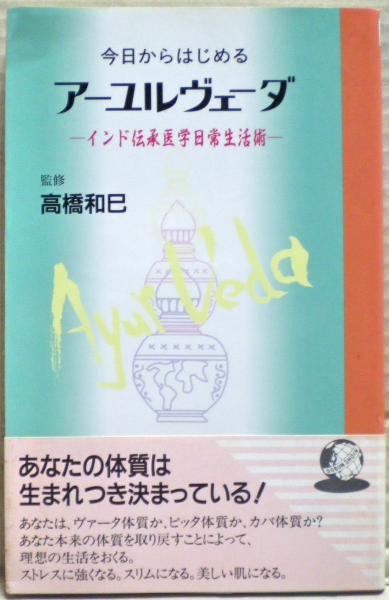 今日からはじめる
アーユルヴェーダ
―インド伝承医学日常生活術―
監修
高橋和巳
Ayur Veda
あなたの体質は
生まれつき決まっている!
あなたは、ヴァータ体質か、ピッタ体質か、カパ体質か?
あなた本来の体質を取り戻すことによって、
理想の生活をおくる。
ストレスに強くなる。スリムになる。美しい肌になる。